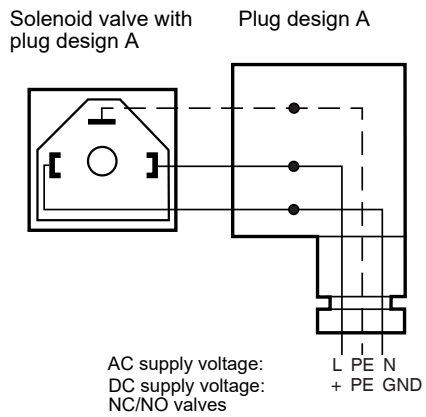 Solenoid valve with
plug design A
Plug design A
AC supply voltage: L PE N
DC supply voltage: + PE GND
NC/NO valves